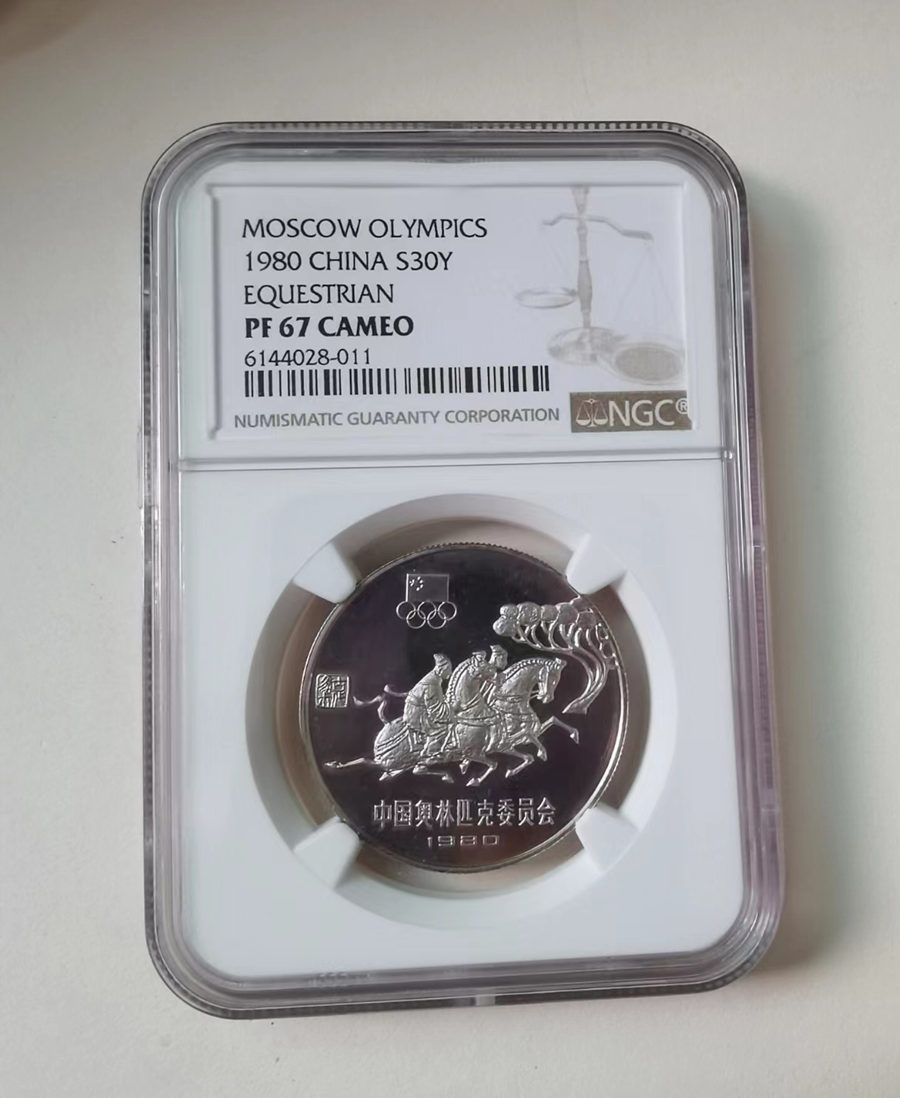 MOSCOW OLYMPICS
1980 CHINA S30Y
EQUESTRIAN
PF 67 CAMEO
6144028-011
NUMISMATIC GUARANTY CORPORATION
NGC®
中国奥林匹克委员会
1980